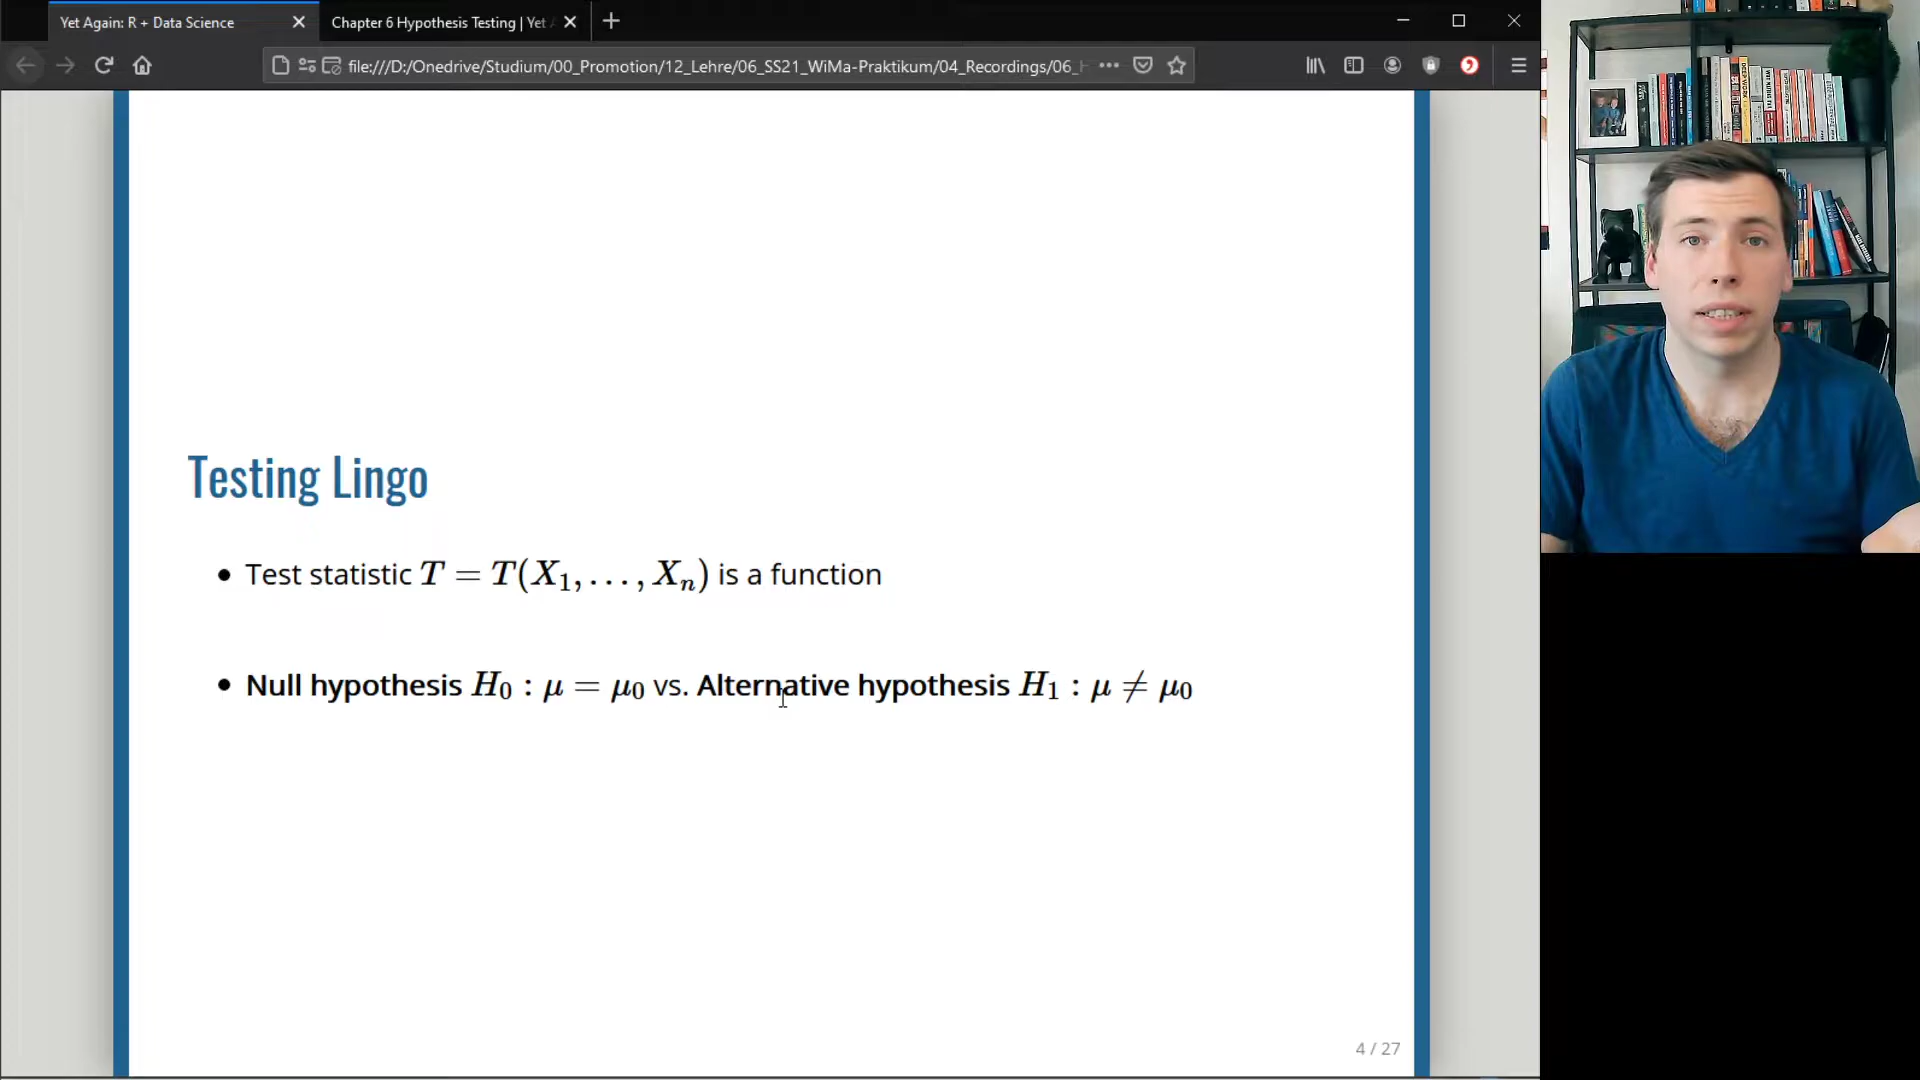 Yet Again: R + Data Science
Chapter 6 Hypothesis Testing | Yet
file:///D:/Onedrive/Studium/00_Promotion/12_Lehre/06_SS21_WiMa-Praktikum/04_Recordings/06_H
Testing Lingo
• Test statistic T = T(X₁, . . . , Xₙ) is a function
• Null hypothesis H₀ : μ = μ₀ vs. Alternative hypothesis H₁ : μ ≠ μ₀
4 / 27